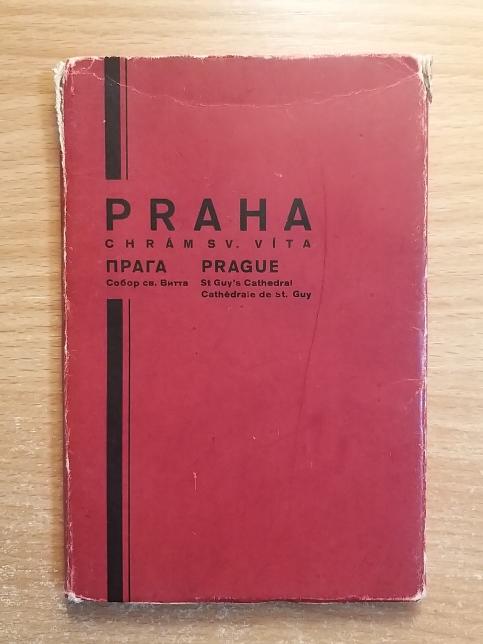 PRAHA
CHRÁM SV. VÍTA
ПРАГА PRAGUE
Собор св. Витта St Guy's Cathedral
Cathédrale de St. Guy